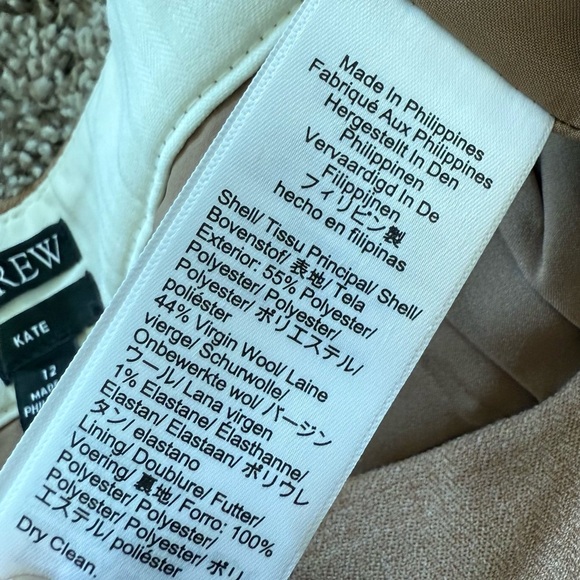 Made In Philippines
Fabriqué Aux Philippines
Hergestellt In Den
Philippinen
Vervaardigd In De
Filippijnen
フィリピン製
hecho en filipinas
Shell/ Tissu Principal/ Shell/
Bovenstof/ 表地/ Tela
Exterior: 55% Polyester/
Polyester/ Polyester/
Polyester/ ポリエステル/
poliéster
44% Virgin Wool/ Laine
vierge/ Schurwolle/
Onbewerkte wol/ バージン
ウール/ Lana virgen
1% Elastane/ Élasthanne/
Elastan/ Elastaan/ ポリウレ
タン/ elastano
Lining/ Doublure/ Futter/
Voering/ 裏地/ Forro: 100%
Polyester/ Polyester/
Polyester/ Polyester/ ポリ
エステル/ poliéster
Dry Clean.
REW
KATE
12
MADE
PHI